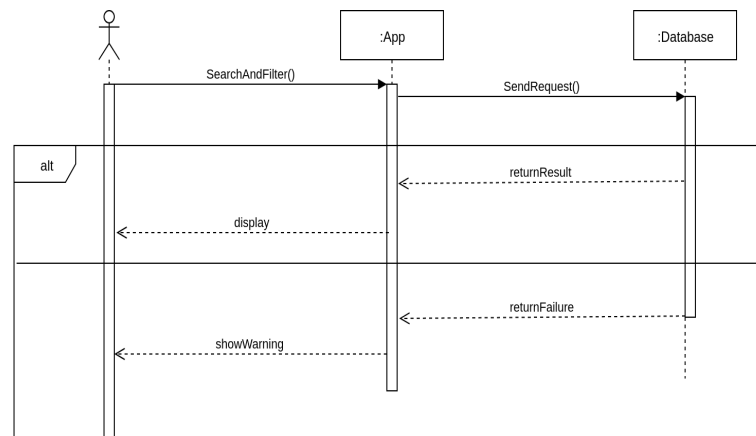 :App
:Database
SearchAndFilter()
SendRequest()
alt
returnResult
display
returnFailure
showWarning